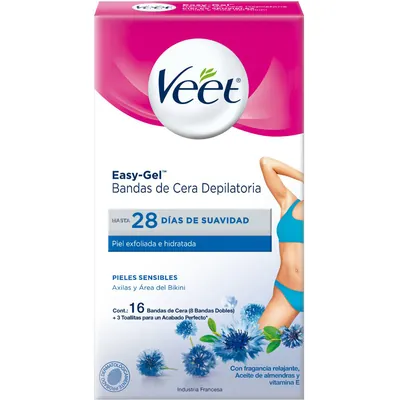 Veet
Easy-Gel™
Bandas de Cera Depilatoria
HASTA 28 DÍAS DE SUAVIDAD
Piel exfoliada e hidratada
PIELES SENSIBLES
Axilas y Área del Bikini
Cont.: 16 Bandas de Cera (8 Bandas Dobles)
+ 3 Toallitas para un Acabado Perfecto*
Con fragancia relajante,
Aceite de almendras y
vitamina E
Industria Francesa